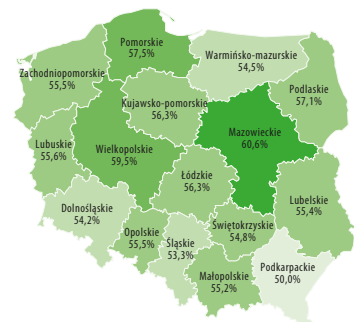 Pomorskie
57,5%
Warmińsko-mazurskie
54,5%
Zachodniopomorskie
55,5%
Podlaskie
57,1%
Kujawsko-pomorskie
56,3%
Mazowieckie
60,6%
Lubuskie
55,6%
Wielkopolskie
59,5%
Łódzkie
56,3%
Lubelskie
55,4%
Dolnośląskie
54,2%
Opolskie
55,5%
Śląskie
53,3%
Świętokrzyskie
54,8%
Małopolskie
55,2%
Podkarpackie
50,0%